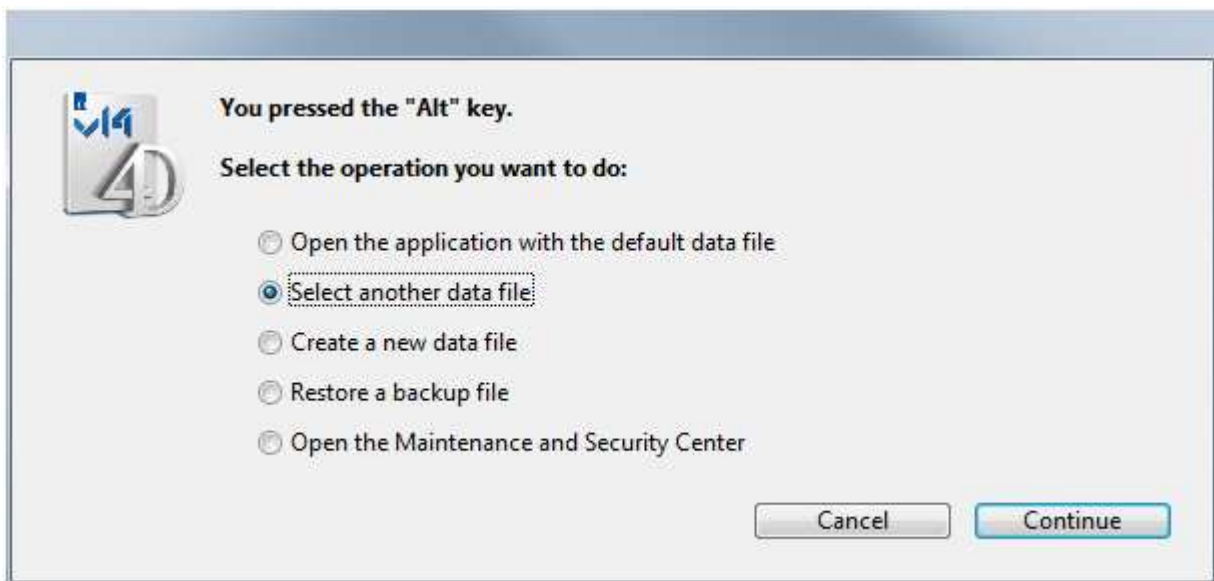 v14
4D
You pressed the "Alt" key.
Select the operation you want to do:
Open the application with the default data file
Select another data file
Create a new data file
Restore a backup file
Open the Maintenance and Security Center
Cancel
Continue